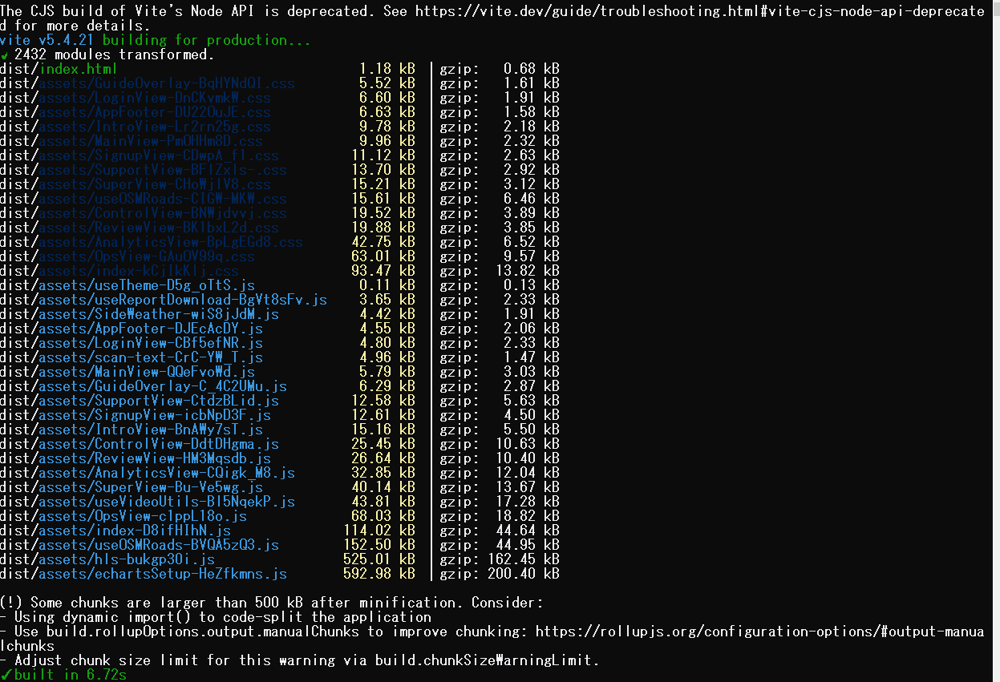 The CJS build of Vite's Node API is deprecated. See https://vite.dev/guide/troubleshooting.html#vite-cjs-node-api-deprecate
d for more details.
vite v5.4.21 building for production...
✓ 2432 modules transformed.
dist/index.html 1.18 kB │ gzip: 0.68 kB
dist/assets/GuideOverlay-BqHYNdQI.css 5.52 kB │ gzip: 1.61 kB
dist/assets/LoginView-DnCKvmkW.css 6.60 kB │ gzip: 1.91 kB
dist/assets/AppFooter-DU22OuJE.css 6.63 kB │ gzip: 1.58 kB
dist/assets/IntroView-Lr2rn25g.css 9.78 kB │ gzip: 2.18 kB
dist/assets/MainView-PmOHHm8D.css 9.96 kB │ gzip: 2.32 kB
dist/assets/SignupView-CDwpA_f1.css 11.12 kB │ gzip: 2.63 kB
dist/assets/SupportView-BFlZxIs-.css 13.70 kB │ gzip: 2.92 kB
dist/assets/SuperView-CHoWjlV8.css 15.21 kB │ gzip: 3.12 kB
dist/assets/useOSMRoads-CIGW-MKW.css 15.61 kB │ gzip: 6.46 kB
dist/assets/ControlView-BNWjdvvj.css 19.52 kB │ gzip: 3.89 kB
dist/assets/ReviewView-BK1bxL2d.css 19.88 kB │ gzip: 3.85 kB
dist/assets/AnalyticsView-BpLgEGd8.css 42.75 kB │ gzip: 6.52 kB
dist/assets/OpsView-GAuOV99q.css 63.01 kB │ gzip: 9.57 kB
dist/assets/index-kCjIkKlj.css 93.47 kB │ gzip: 13.82 kB
dist/assets/useTheme-D5g_oTtS.js 0.11 kB │ gzip: 0.13 kB
dist/assets/useReportDownload-BgVt8sFv.js 3.65 kB │ gzip: 2.33 kB
dist/assets/SideWeather-wiS8jJdM.js 4.42 kB │ gzip: 1.91 kB
dist/assets/AppFooter-DJEcAcDY.js 4.55 kB │ gzip: 2.06 kB
dist/assets/LoginView-CBf5efNR.js 4.80 kB │ gzip: 2.33 kB
dist/assets/scan-text-CrC-YW_T.js 4.96 kB │ gzip: 1.47 kB
dist/assets/MainView-QQeFvoWd.js 5.79 kB │ gzip: 3.03 kB
dist/assets/GuideOverlay-C_4C2UMu.js 6.29 kB │ gzip: 2.87 kB
dist/assets/SupportView-CtdzBLid.js 12.58 kB │ gzip: 5.63 kB
dist/assets/SignupView-icbNpD3F.js 12.61 kB │ gzip: 4.50 kB
dist/assets/IntroView-BnAWy7sT.js 15.16 kB │ gzip: 5.50 kB
dist/assets/ControlView-DdtDHgma.js 25.45 kB │ gzip: 10.63 kB
dist/assets/ReviewView-HM3Mqsdb.js 26.64 kB │ gzip: 10.40 kB
dist/assets/AnalyticsView-CQigk_M8.js 32.85 kB │ gzip: 12.04 kB
dist/assets/SuperView-Bu-Ve5wg.js 40.14 kB │ gzip: 13.67 kB
dist/assets/useVideoUtils-BI5NqekP.js 43.81 kB │ gzip: 17.28 kB
dist/assets/OpsView-c1ppL18o.js 68.03 kB │ gzip: 18.82 kB
dist/assets/index-D8ifHIhN.js 114.02 kB │ gzip: 44.64 kB
dist/assets/useOSMRoads-BVQA5zQ3.js 152.50 kB │ gzip: 44.95 kB
dist/assets/hls-bukgp30i.js 525.01 kB │ gzip: 162.45 kB
dist/assets/echartsSetup-HeZfkmns.js 592.98 kB │ gzip: 200.40 kB
(!) Some chunks are larger than 500 kB after minification. Consider:
- Using dynamic import() to code-split the application
- Use build.rollupOptions.output.manualChunks to improve chunking: https://rollupjs.org/configuration-options/#output-manua
lchunks
- Adjust chunk size limit for this warning via build.chunkSizeWarningLimit.
✓built in 6.72s